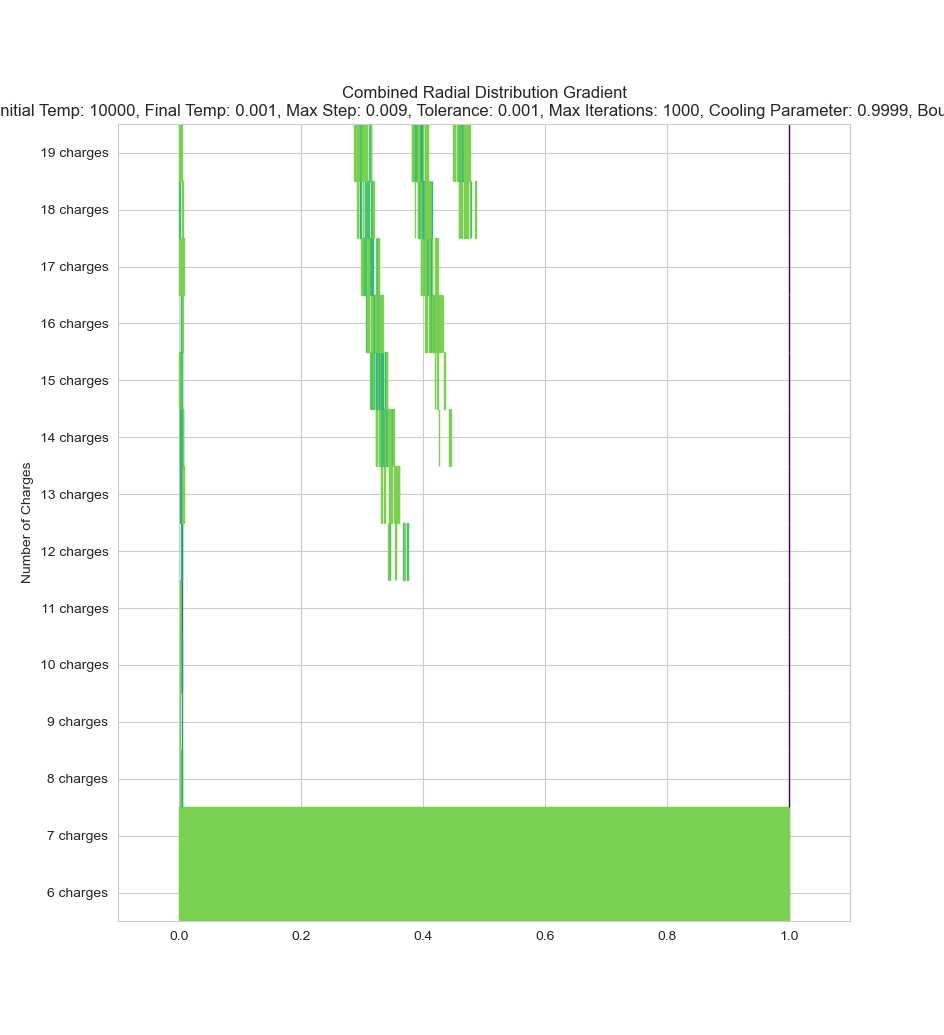 Combined Radial Distribution Gradient
nitial Temp: 10000, Final Temp: 0.001, Max Step: 0.009, Tolerance: 0.001, Max Iterations: 1000, Cooling Parameter: 0.9999, Bou
19 charges
18 charges
17 charges
16 charges
15 charges
14 charges
13 charges
12 charges
11 charges
10 charges
9 charges
8 charges
7 charges
6 charges
Number of Charges
0.0 0.2 0.4 0.6 0.8 1.0